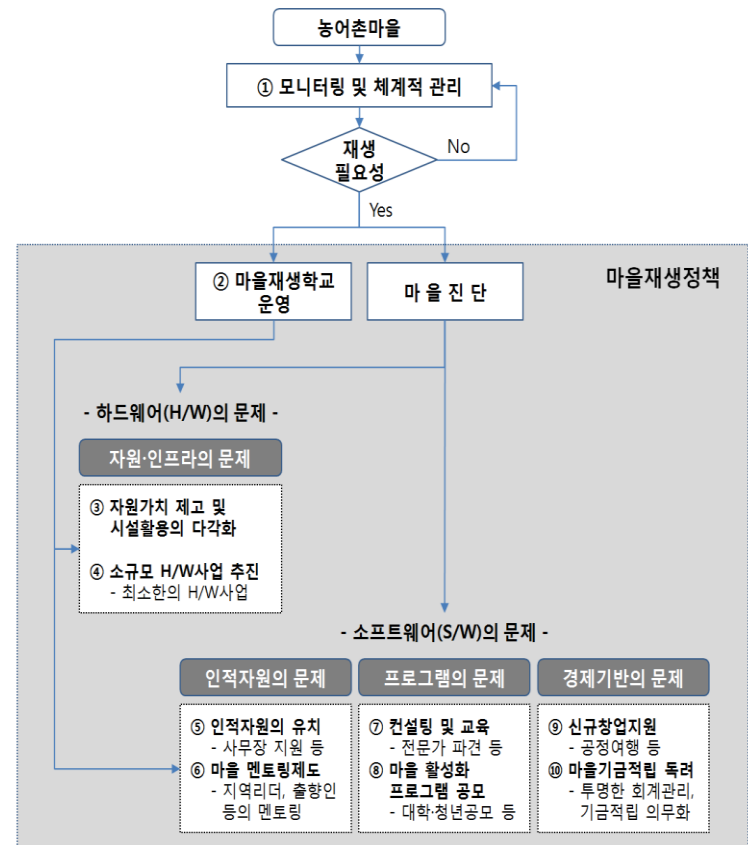 농어촌마을
① 모니터링 및 체계적 관리
재생
필요성
No
Yes
마을재생정책
② 마을재생학교
운영
마 을 진 단
- 하드웨어(H/W)의 문제 -
자원·인프라의 문제
③ 자원가치 제고 및
시설활용의 다각화
④ 소규모 H/W사업 추진
- 최소한의 H/W사업
- 소프트웨어(S/W)의 문제 -
인적자원의 문제
⑤ 인적자원의 유치
- 사무장 지원 등
⑥ 마을 멘토링제도
- 지역리더, 출향인
등의 멘토링
프로그램의 문제
⑦ 컨설팅 및 교육
- 전문가 파견 등
⑧ 마을 활성화
프로그램 공모
- 대학·청년공모 등
경제기반의 문제
⑨ 신규창업지원
- 공정여행 등
⑩ 마을기금적립 독려
- 투명한 회계관리,
기금적립 의무화